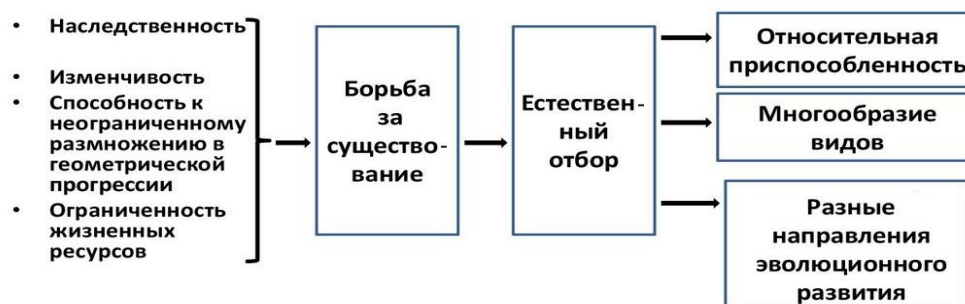 • Наследственность
• Изменчивость
• Способность к
неограниченному
размножению в
геометрической
прогрессии
• Ограниченность
жизненных
ресурсов
Борьба
за
существо-
вание
Естествен-
ный
отбор
Относительная
приспособленность
Многообразие
видов
Разные
направления
эволюционного
развития